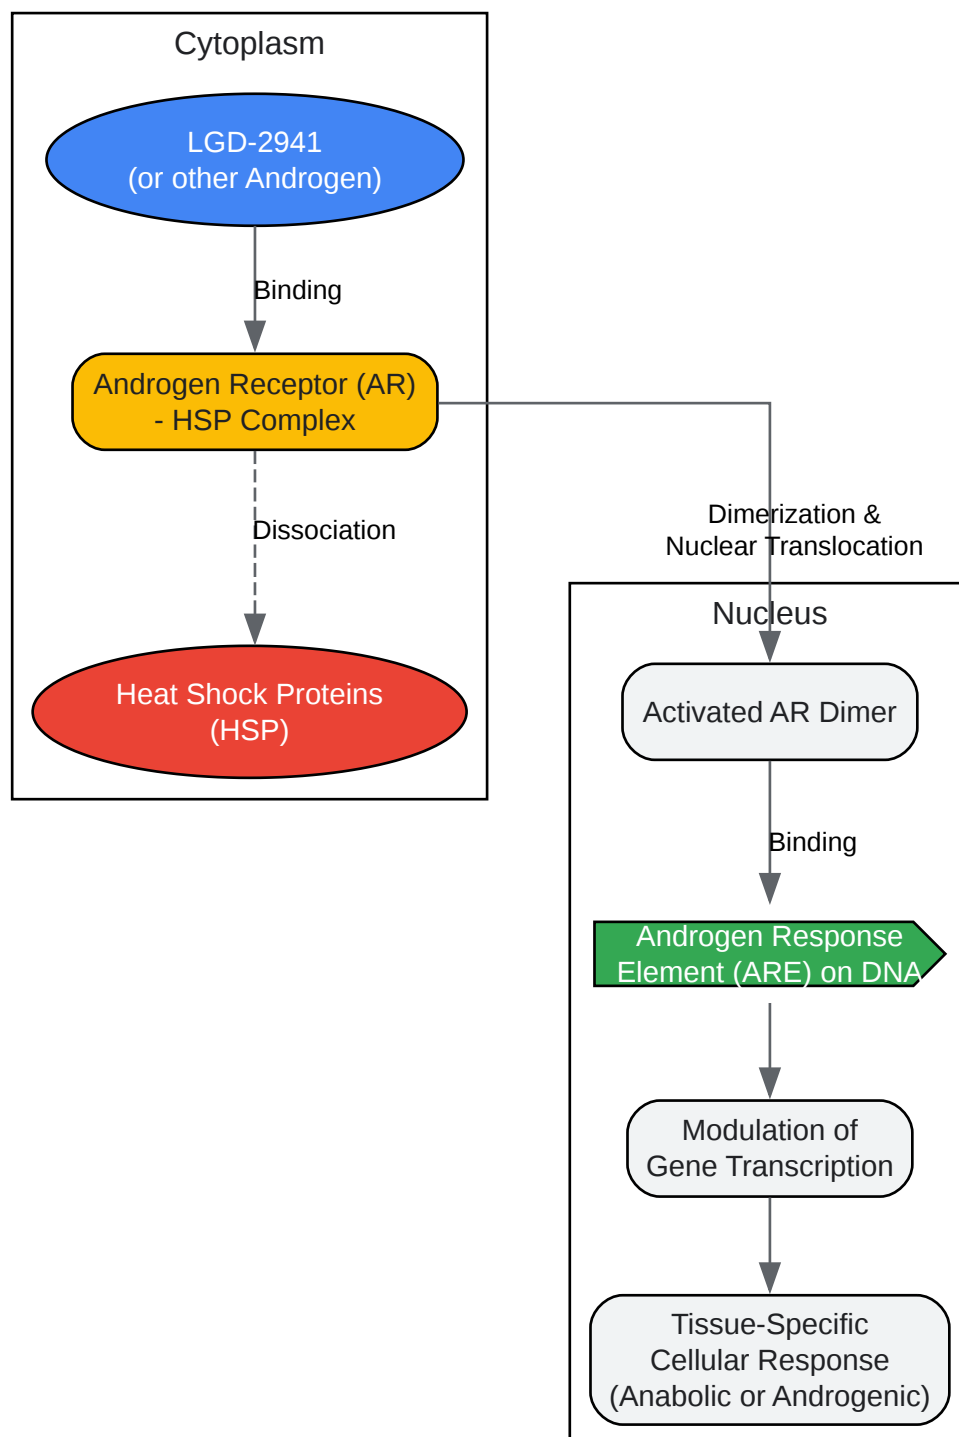 Cytoplasm
LGD-2941
(or other Androgen)
Binding
Androgen Receptor (AR)
- HSP Complex
Dissociation
Heat Shock Proteins
(HSP)
Dimerization &
Nuclear Translocation
Nucleus
Activated AR Dimer
Binding
Androgen Response
Element (ARE) on DNA
Modulation of
Gene Transcription
Tissue-Specific
Cellular Response
(Anabolic or Androgenic)